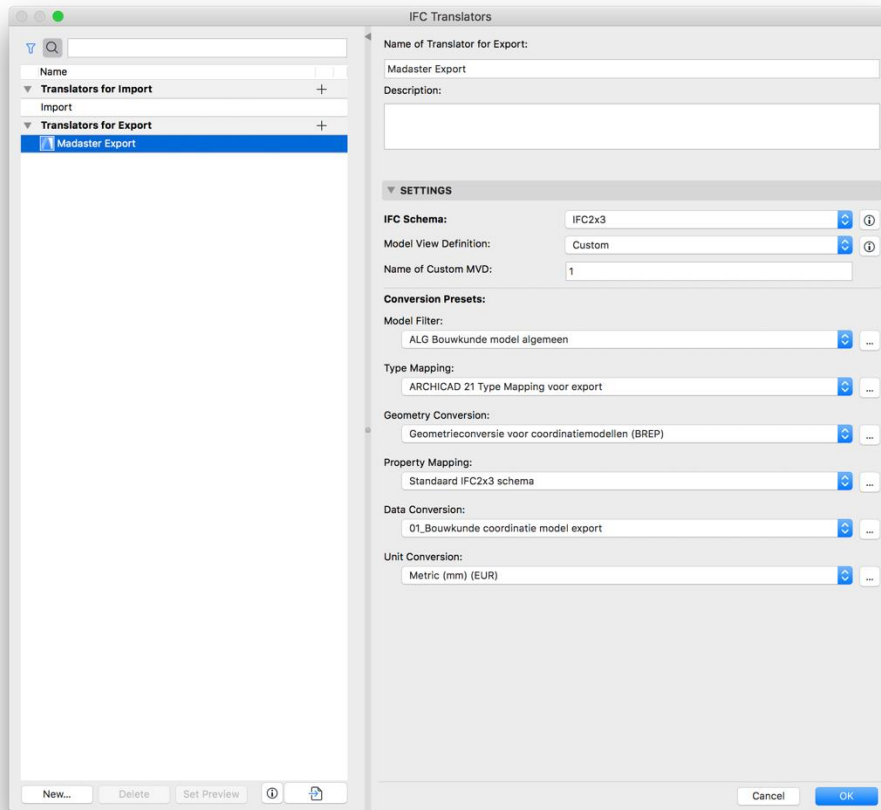 IFC Translators
Name
Translators for Import
Import
Translators for Export
Madaster Export
New...
Delete
Set Preview
Name of Translator for Export:
Madaster Export
Description:
SETTINGS
IFC Schema:
IFC2x3
Model View Definition:
Custom
Name of Custom MVD:
1
Conversion Presets:
Model Filter:
ALG Bouwkunde model algemeen
...
Type Mapping:
ARCHICAD 21 Type Mapping voor export
...
Geometry Conversion:
Geometrieconversie voor coordinatiemodellen (BREP)
...
Property Mapping:
Standaard IFC2x3 schema
...
Data Conversion:
01_Bouwkunde coordinatie model export
...
Unit Conversion:
Metric (mm) (EUR)
...
Cancel
OK